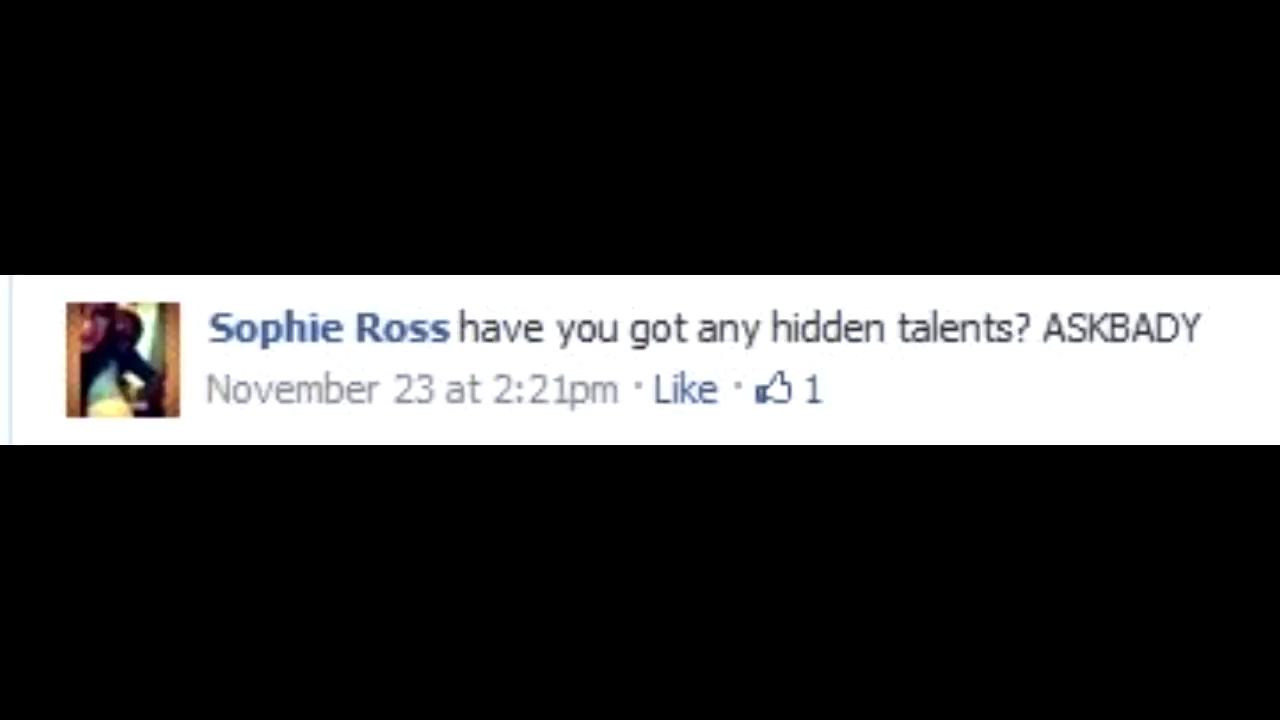 Sophie Ross have you got any hidden talents? ASKBADY
November 23 at 2:21pm · Like · 1